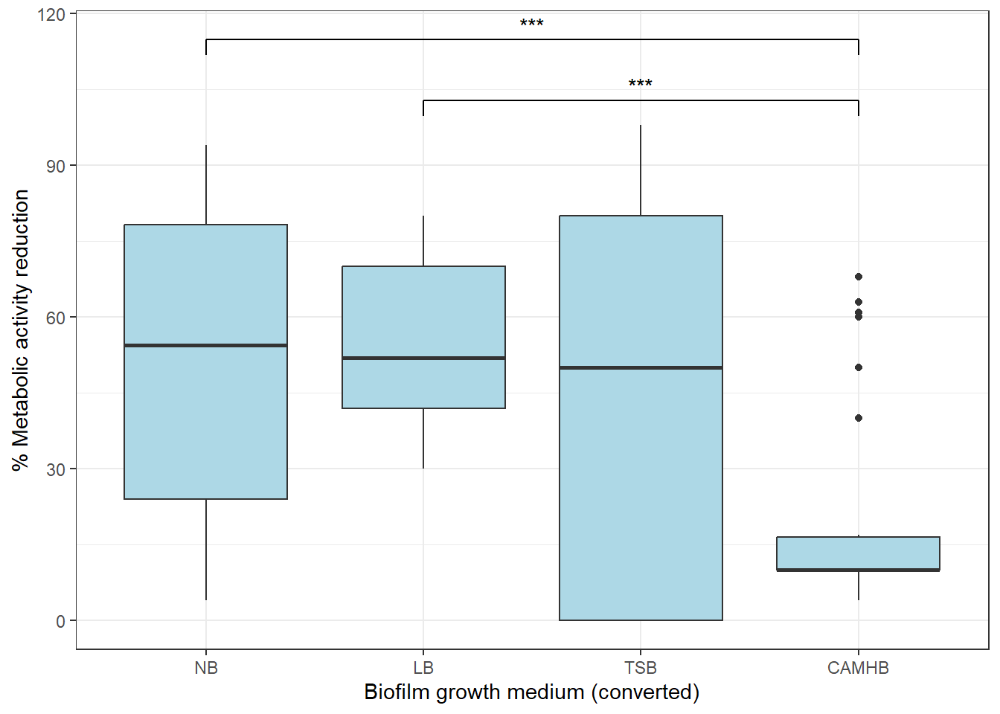 120
***
***
90
60
30
0
% Metabolic activity reduction
NB LB TSB CAMHB
Biofilm growth medium (converted)